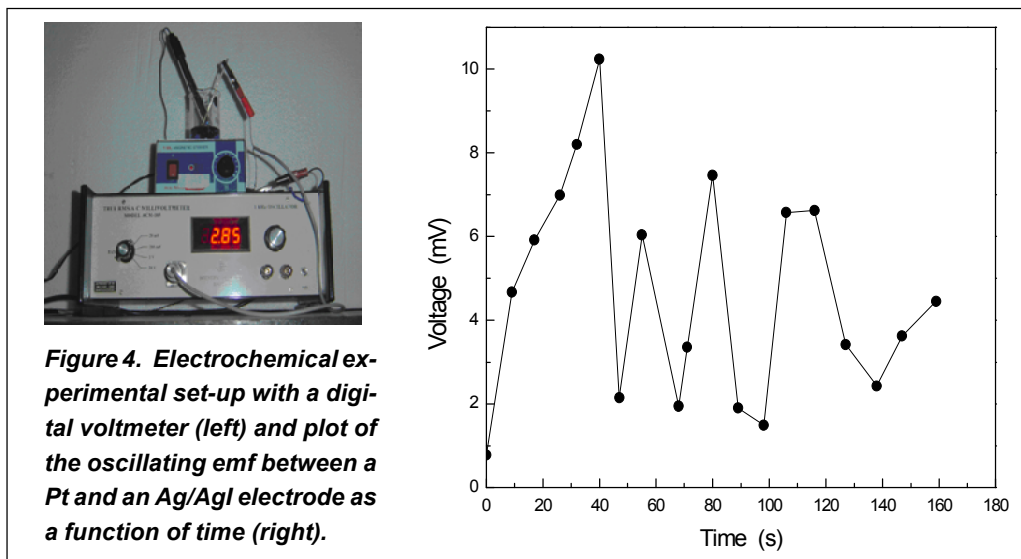 2.85
Figure 4. Electrochemical ex-
perimental set-up with a digi-
tal voltmeter (left) and plot of
the oscillating emf between a
Pt and an Ag/AgI electrode as
a function of time (right).
10
8
6
4
2
0
Voltage (mV)
0 20 40 60 80 100 120 140 160 180
Time (s)